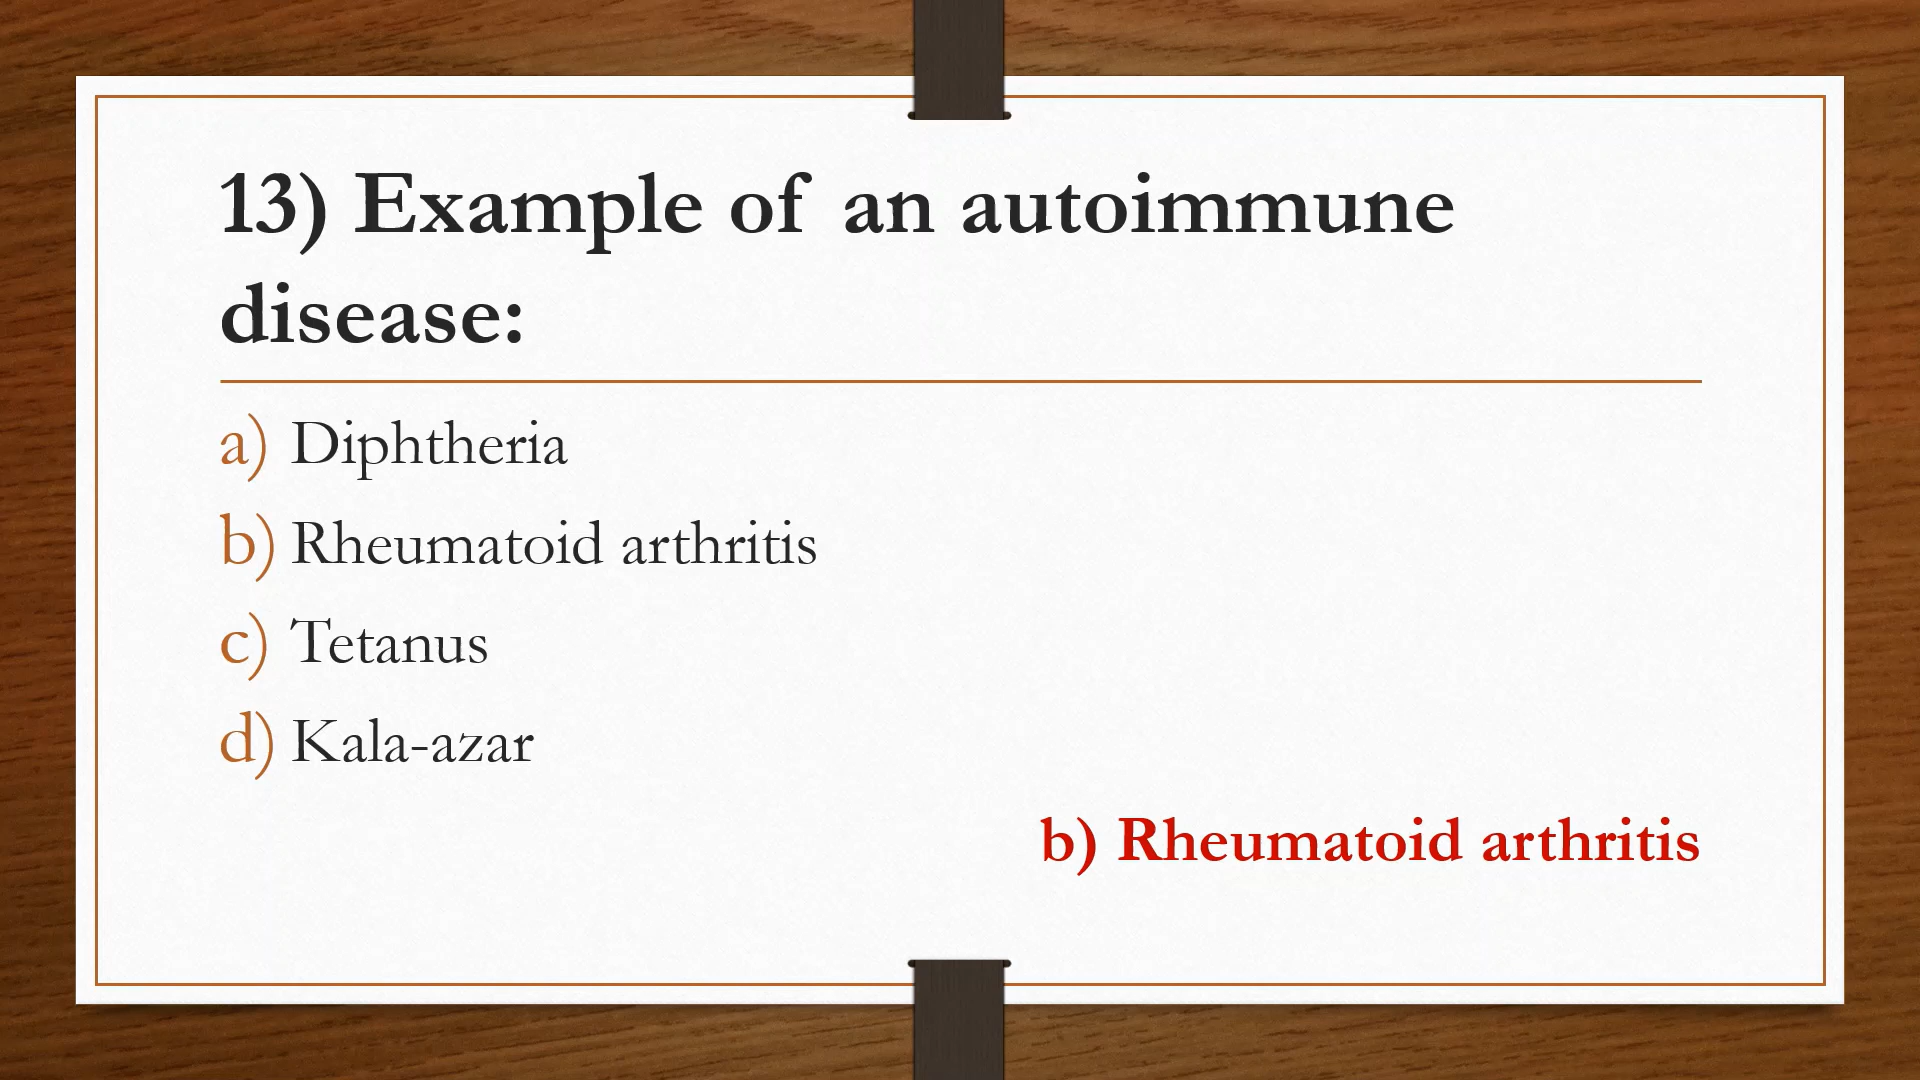 13) Example of an autoimmune
disease:
a) Diphtheria
b) Rheumatoid arthritis
c) Tetanus
d) Kala-azar
b) Rheumatoid arthritis